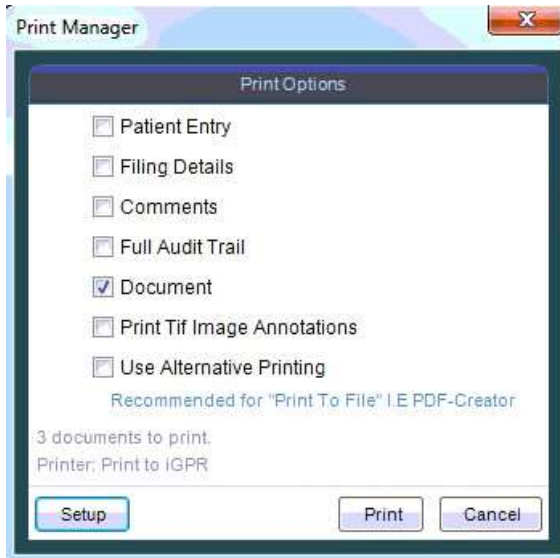 Print Manager
Print Options
Patient Entry
Filing Details
Comments
Full Audit Trail
Document
Print Tif Image Annotations
Use Alternative Printing
Recommended for "Print To File" I.E PDF-Creator
3 documents to print.
Printer: Print to iGPR
Setup Print Cancel